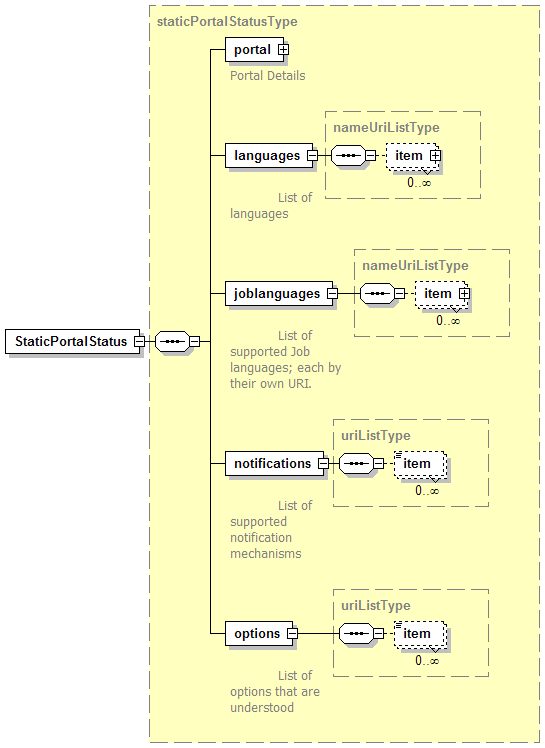 staticPortalStatusType
portal
Portal Details
nameUriListType
languages
item
0..∞
List of
languages
nameUriListType
joblanguages
item
0..∞
List of
supported Job
languages; each by
their own URI.
StaticPortalStatus
uriListType
notifications
item
0..∞
List of
supported
notification
mechanisms
uriListType
options
item
0..∞
List of
options that are
understood